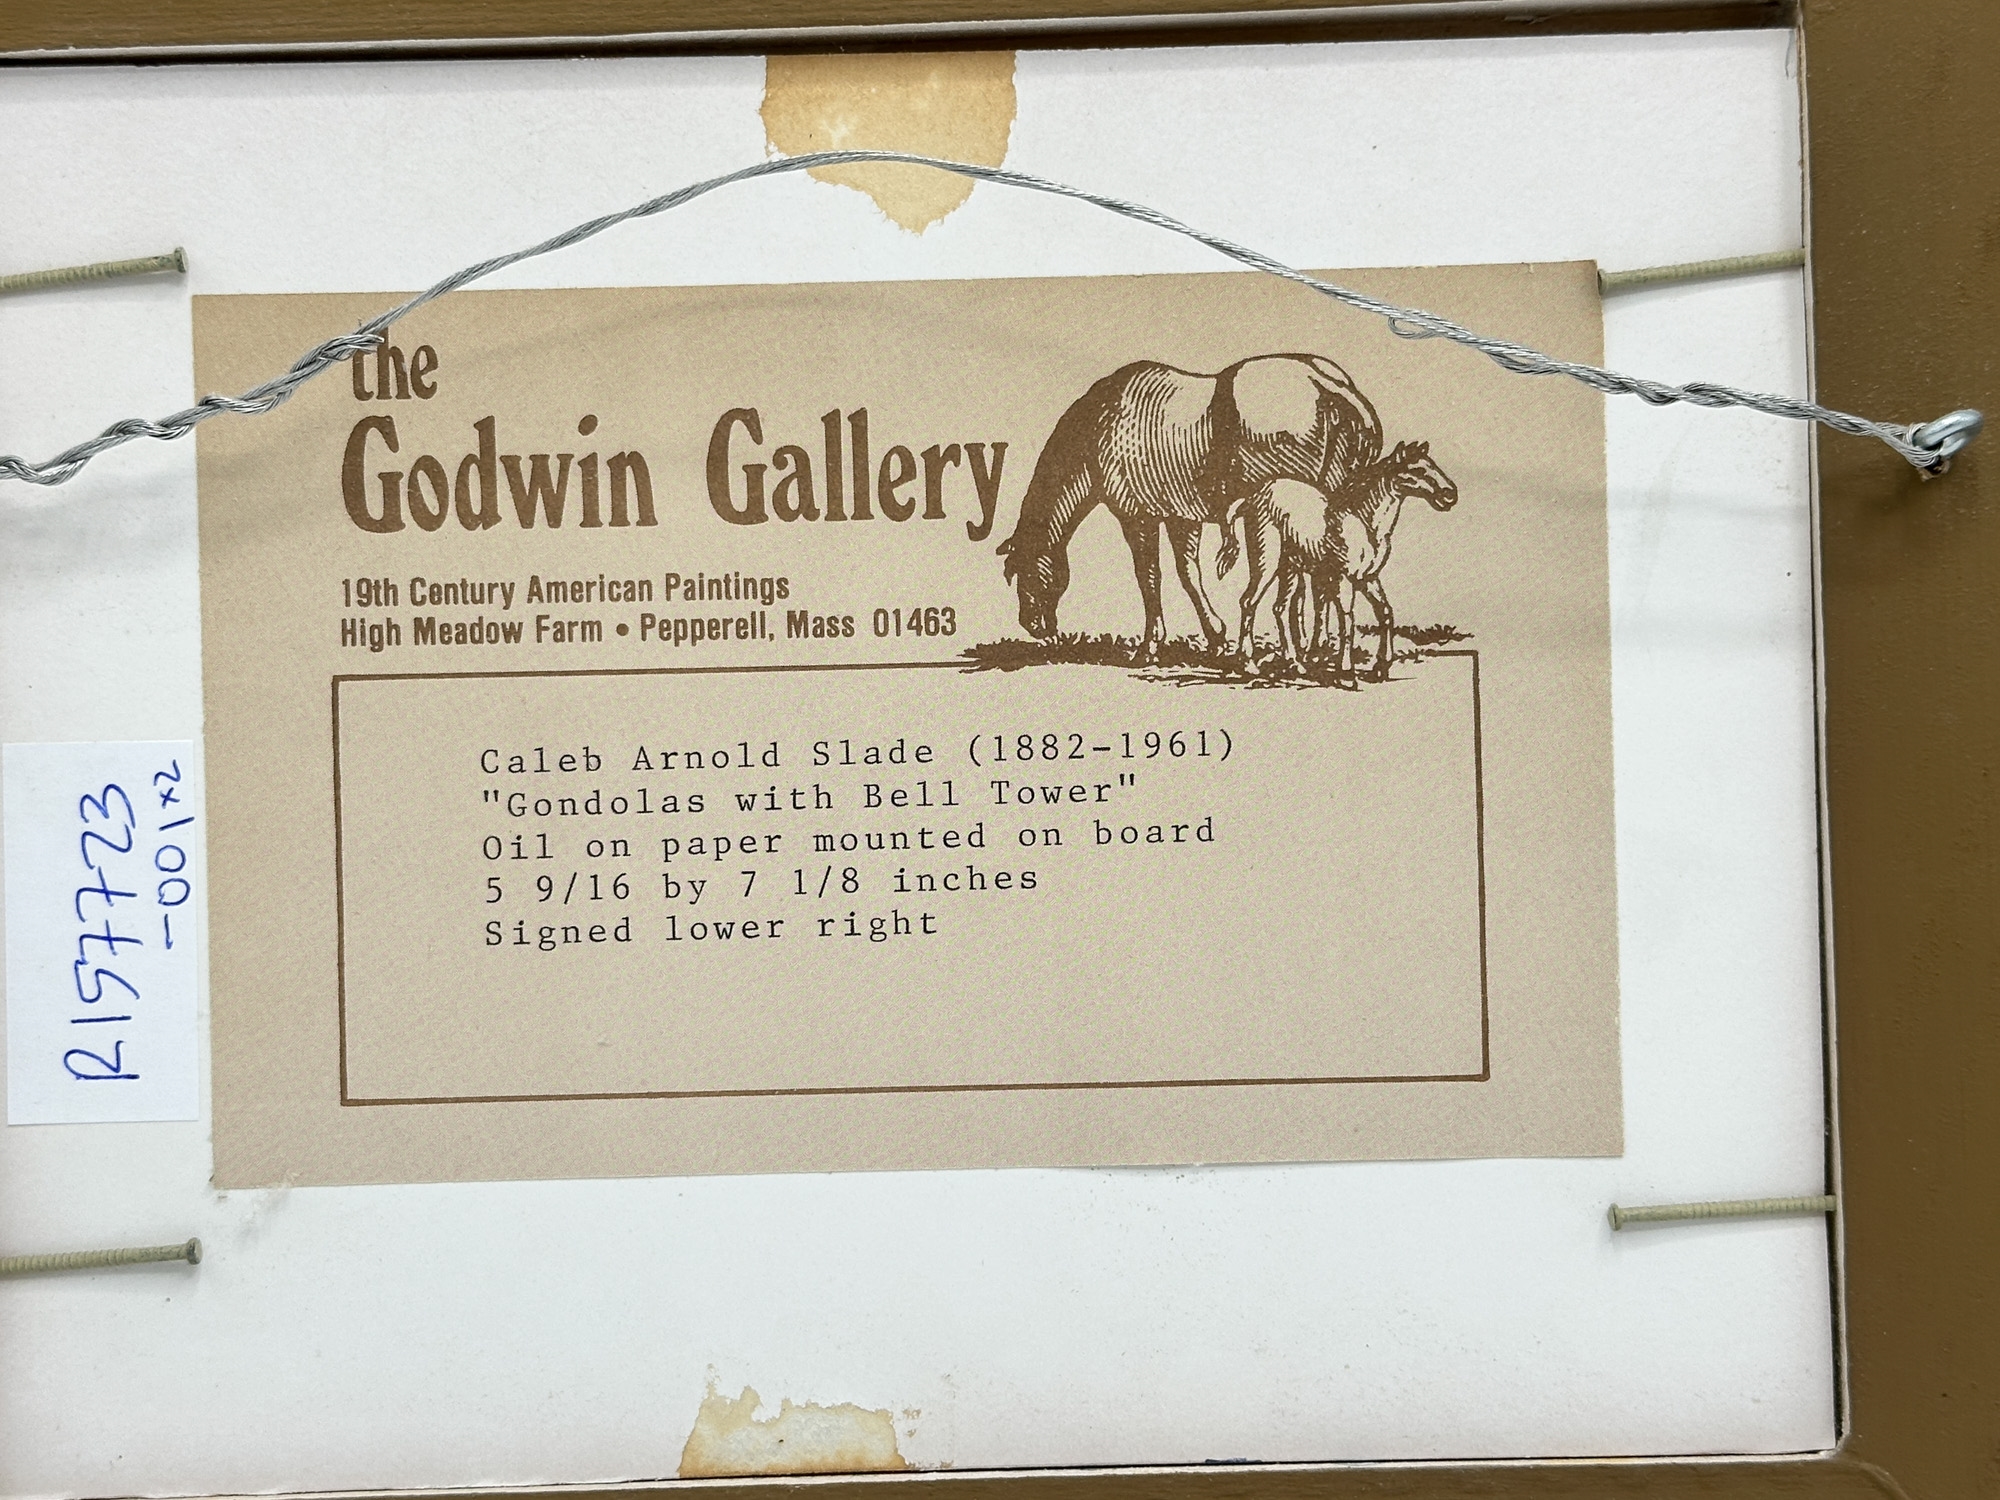 the
Godwin Gallery
19th Century American Paintings
High Meadow Farm • Pepperell, Mass 01463
Caleb Arnold Slade (1882-1961)
"Gondolas with Bell Tower"
Oil on paper mounted on board
5 9/16 by 7 1/8 inches
Signed lower right
R157723
-001x2